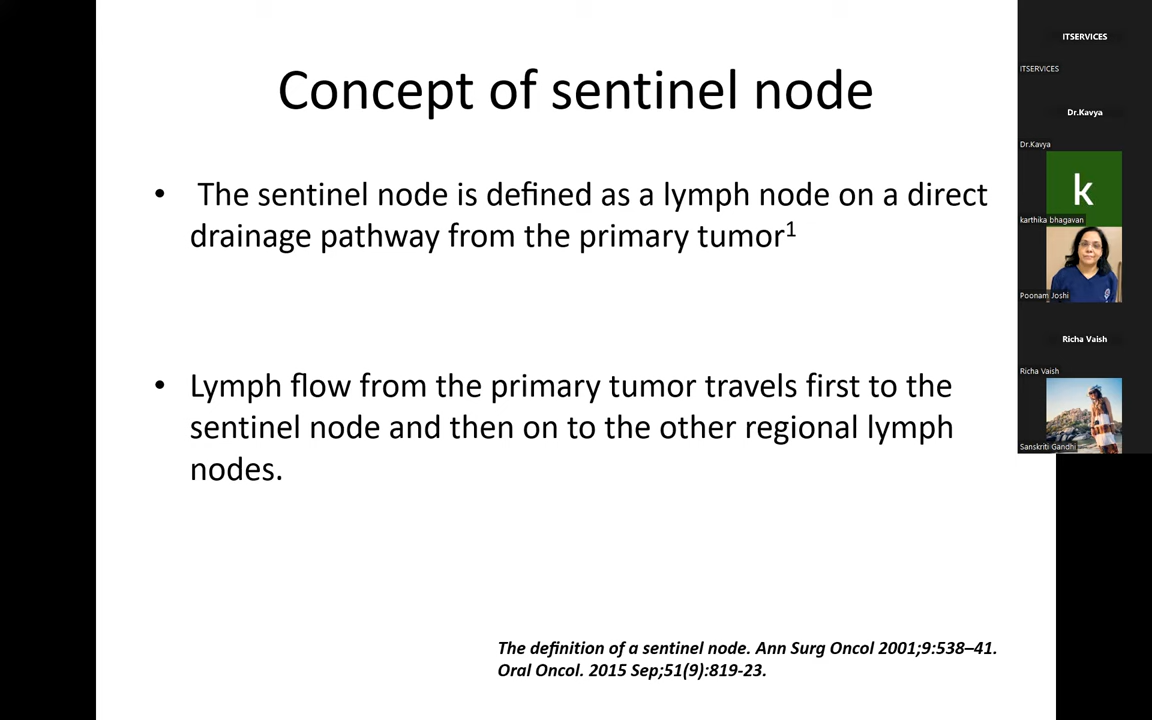 Concept of sentinel node
• The sentinel node is defined as a lymph node on a direct
drainage pathway from the primary tumor1
• Lymph flow from the primary tumor travels first to the
sentinel node and then on to the other regional lymph
nodes.
The definition of a sentinel node. Ann Surg Oncol 2001;9:538–41.
Oral Oncol. 2015 Sep;51(9):819-23.
ITSERVICES
ITSERVICES
Dr.Kavya
Dr.Kavya
k
karthika bhagavan
Poonam Joshi
Richa Vaish
Richa Vaish
Sanskriti Gandhi